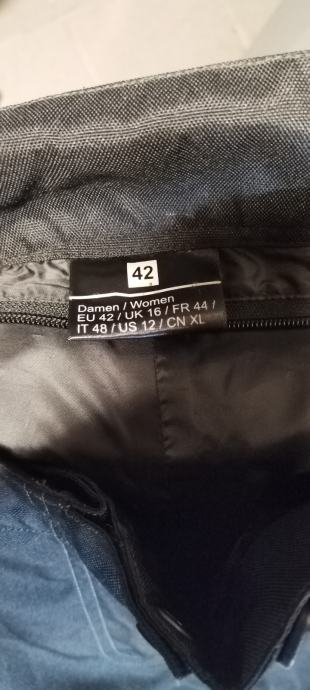 42
Damen / Women
EU 42 / UK 16 / FR 44 /
IT 48 / US 12 / CN XL